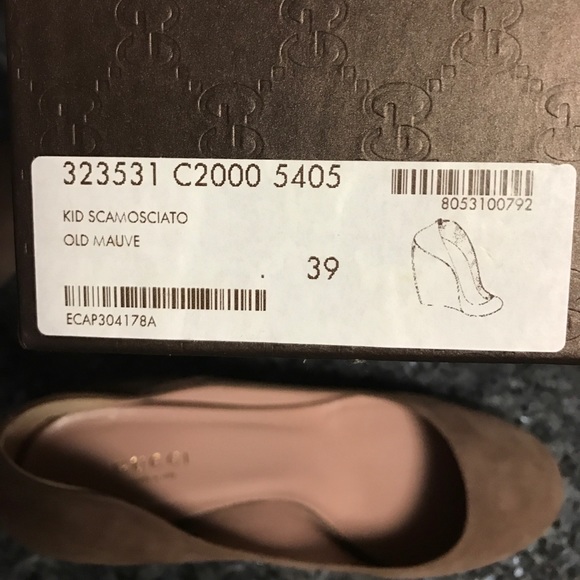 323531 C2000 5405
8053100792
KID SCAMOSCIATO
OLD MAUVE
39
ECAP304178A